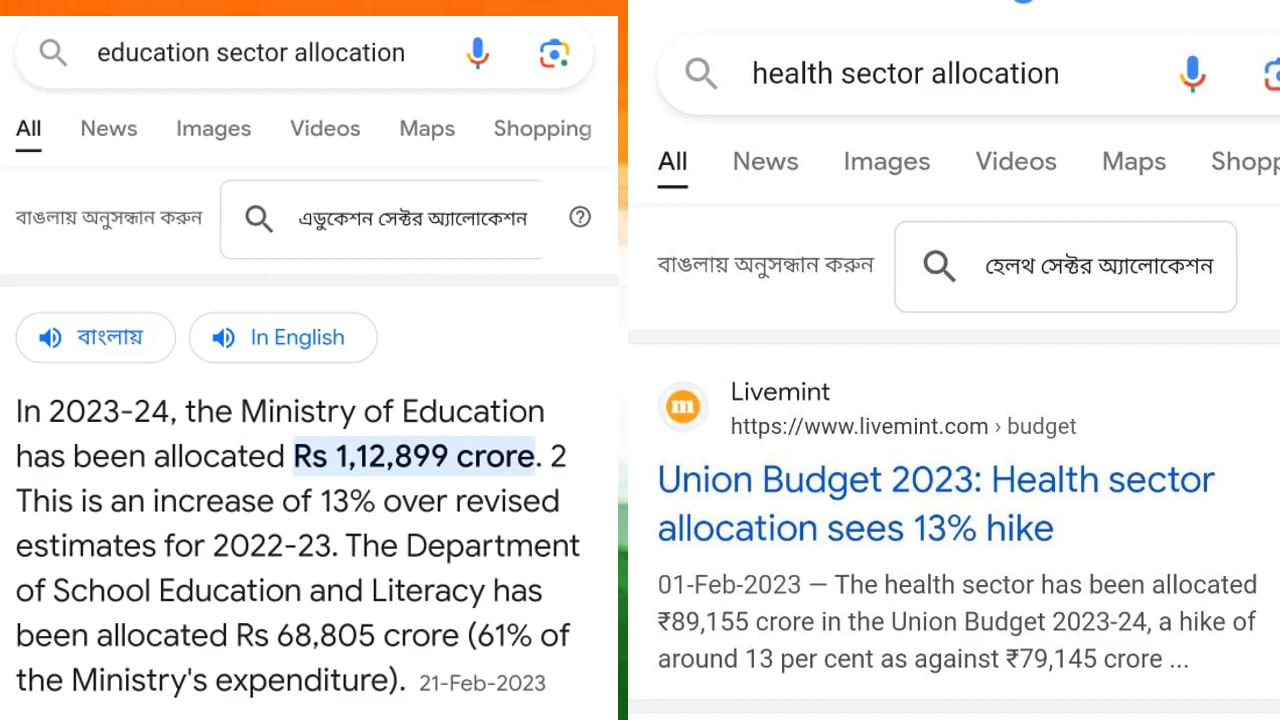 education sector allocation
All News Images Videos Maps Shopping
বাঙলায় অনুসন্ধান করুন এডুকেশন সেক্টর অ্যালোকেশন
বাংলায় In English
In 2023-24, the Ministry of Education
has been allocated Rs 1,12,899 crore. 2
This is an increase of 13% over revised
estimates for 2022-23. The Department
of School Education and Literacy has
been allocated Rs 68,805 crore (61% of
the Ministry's expenditure). 21-Feb-2023
health sector allocation
All News Images Videos Maps Shopp
বাঙলায় অনুসন্ধান করুন হেলথ সেক্টর অ্যালোকেশন
m
Livemint
https://www.livemint.com › budget
Union Budget 2023: Health sector
allocation sees 13% hike
01-Feb-2023 — The health sector has been allocated
₹89,155 crore in the Union Budget 2023-24, a hike of
around 13 per cent as against ₹79,145 crore ...